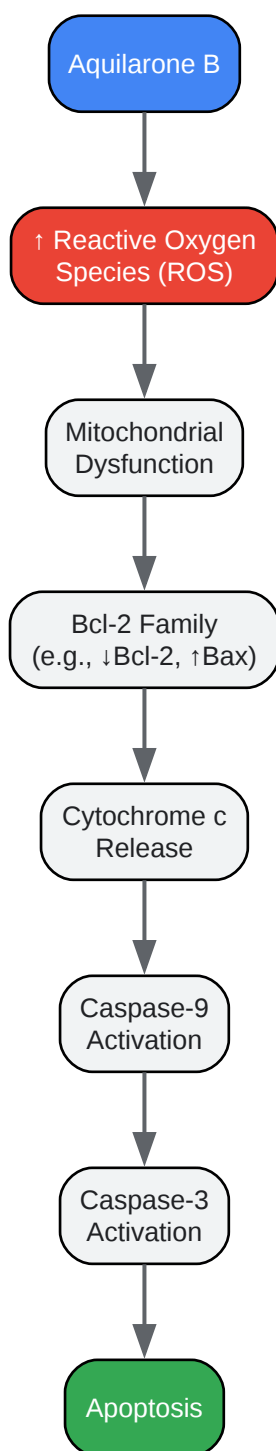 Aquilarone B
↑ Reactive Oxygen
Species (ROS)
Mitochondrial
Dysfunction
Bcl-2 Family
(e.g., ↓Bcl-2, ↑Bax)
Cytochrome c
Release
Caspase-9
Activation
Caspase-3
Activation
Apoptosis